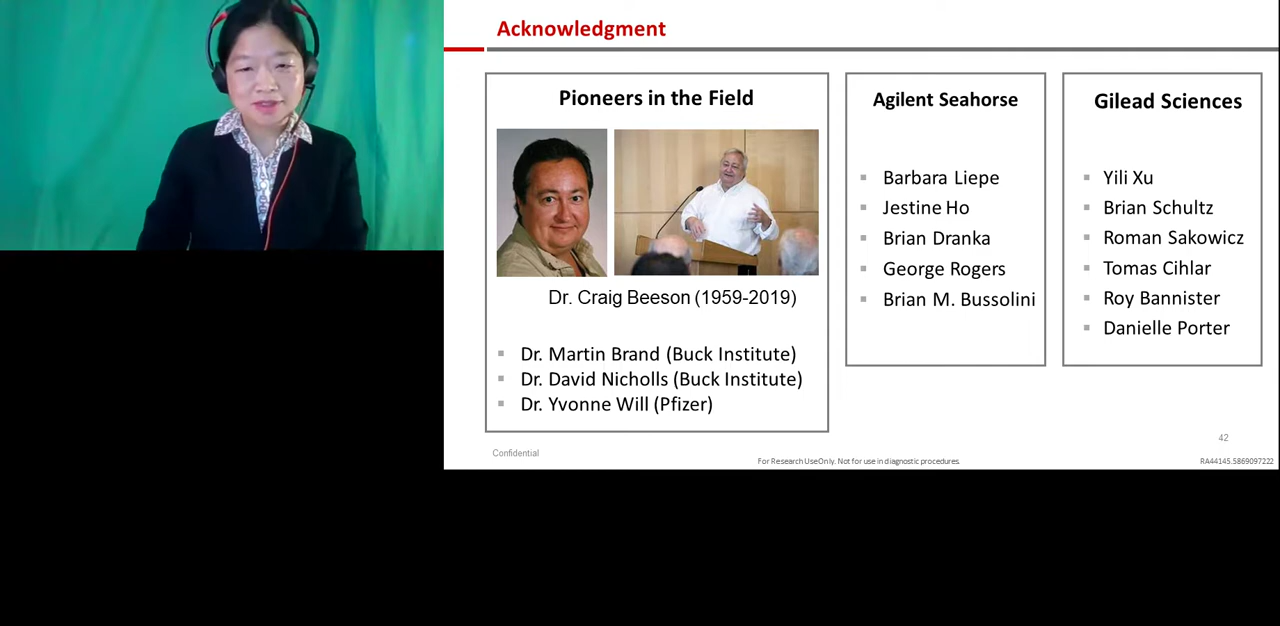 Acknowledgment
Pioneers in the Field
Dr. Craig Beeson (1959-2019)
Dr. Martin Brand (Buck Institute)
Dr. David Nicholls (Buck Institute)
Dr. Yvonne Will (Pfizer)
Agilent Seahorse
Barbara Liepe
Jestine Ho
Brian Dranka
George Rogers
Brian M. Bussolini
Gilead Sciences
Yili Xu
Brian Schultz
Roman Sakowicz
Tomas Cihlar
Roy Bannister
Danielle Porter
42
Confidential
For Research UseOnly. Not for use in diagnostic procedures.
RA44145.5869097222